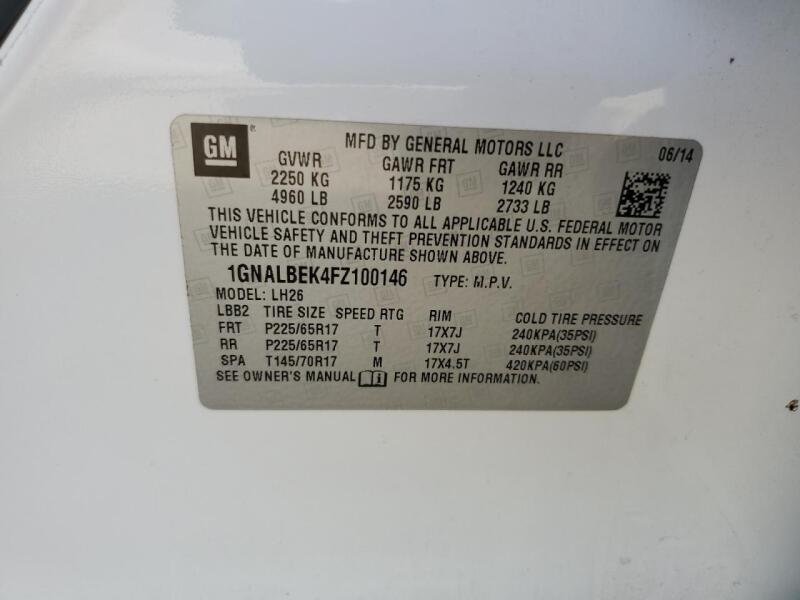 GM ® MFD BY GENERAL MOTORS LLC 06/14
GVWR GAWR FRT GAWR RR
2250 KG 1175 KG 1240 KG
4960 LB 2590 LB 2733 LB
THIS VEHICLE CONFORMS TO ALL APPLICABLE U.S. FEDERAL MOTOR
VEHICLE SAFETY AND THEFT PREVENTION STANDARDS IN EFFECT ON
THE DATE OF MANUFACTURE SHOWN ABOVE.
1GNALBEK4FZ100146 TYPE: M.P.V.
MODEL: LH26
LBB2 TIRE SIZE SPEED RTG RIM COLD TIRE PRESSURE
FRT P225/65R17 T 17X7J 240KPA(35PSI)
RR P225/65R17 T 17X7J 240KPA(35PSI)
SPA T145/70R17 M 17X4.5T 420KPA(60PSI)
SEE OWNER'S MANUAL FOR MORE INFORMATION.